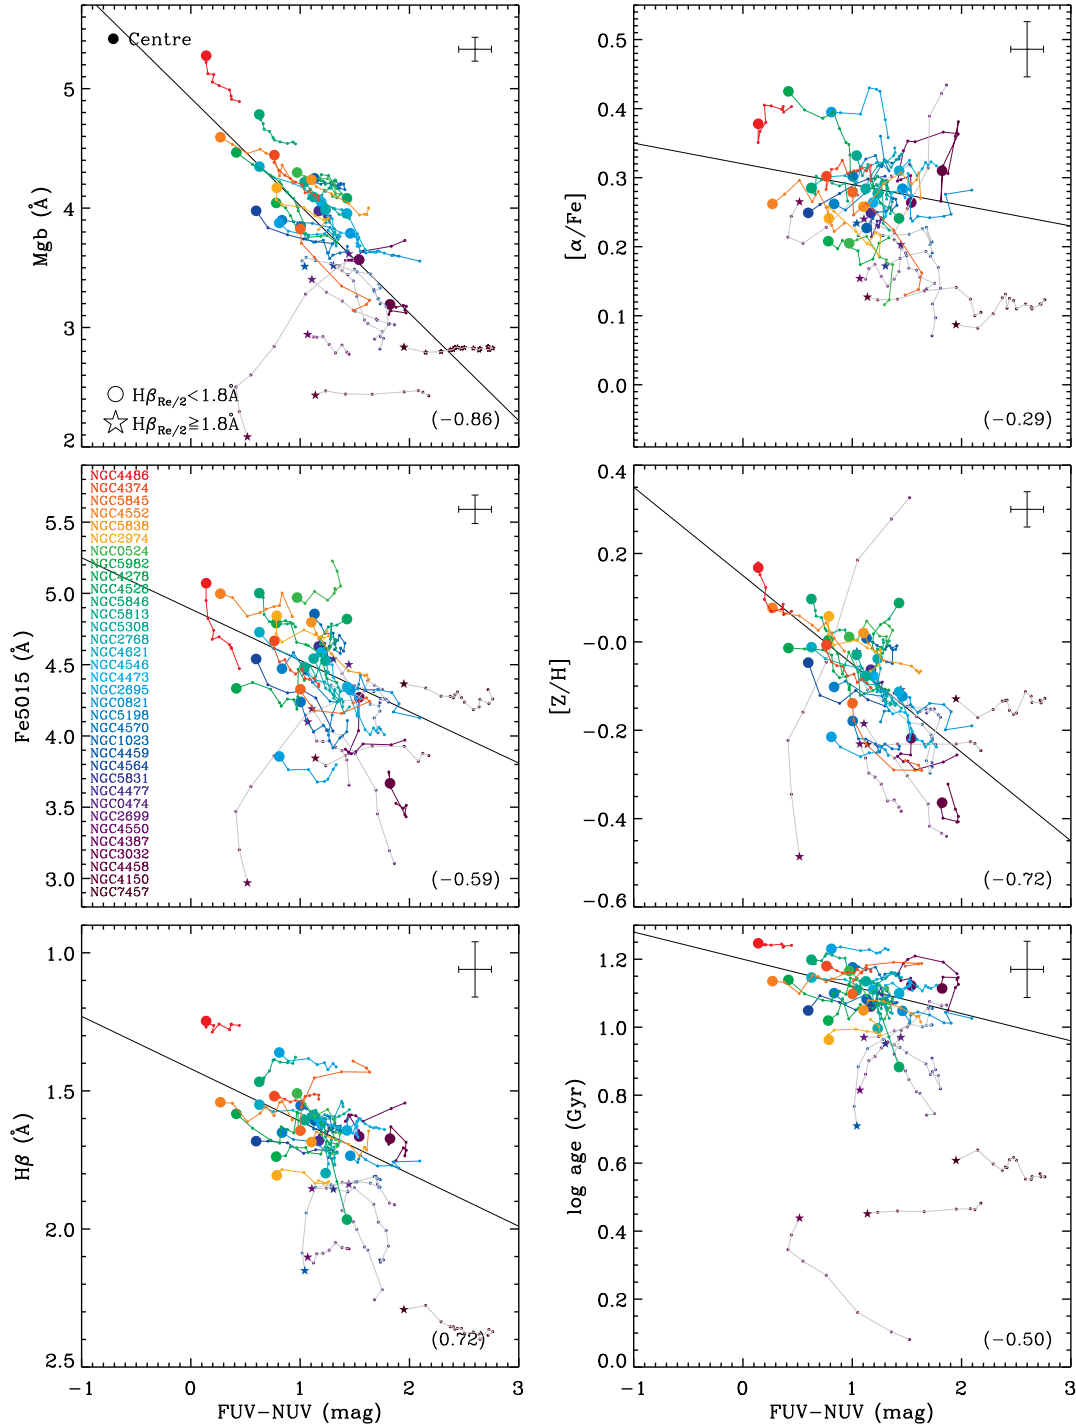 Centre
5
4
3
2
Mgb (Å)
Hβ Re/2 <1.8Å
Hβ Re/2 ≥1.8Å
(−0.86)
0.5
0.4
0.3
0.2
0.1
0.0
[α/Fe]
(−0.29)
NGC4486
NGC4374
NGC5845
NGC4552
NGC5838
NGC2974
NGC0524
NGC5982
NGC4278
NGC4526
NGC5846
NGC5813
NGC5308
NGC2768
NGC4621
NGC4546
NGC4473
NGC2695
NGC0821
NGC5198
NGC4570
NGC1023
NGC4459
NGC4564
NGC5831
NGC4477
NGC0474
NGC2699
NGC4550
NGC4387
NGC3032
NGC4458
NGC4150
NGC7457
5.5
5.0
4.5
4.0
3.5
3.0
Fe5015 (Å)
(−0.59)
0.4
0.2
−0.0
−0.2
−0.4
−0.6
[Z/H]
(−0.72)
1.0
1.5
2.0
2.5
Hβ (Å)
(0.72)
−1 0 1 2 3
FUV−NUV (mag)
1.2
1.0
0.8
0.6
0.4
0.2
0.0
log age (Gyr)
(−0.50)
−1 0 1 2 3
FUV−NUV (mag)